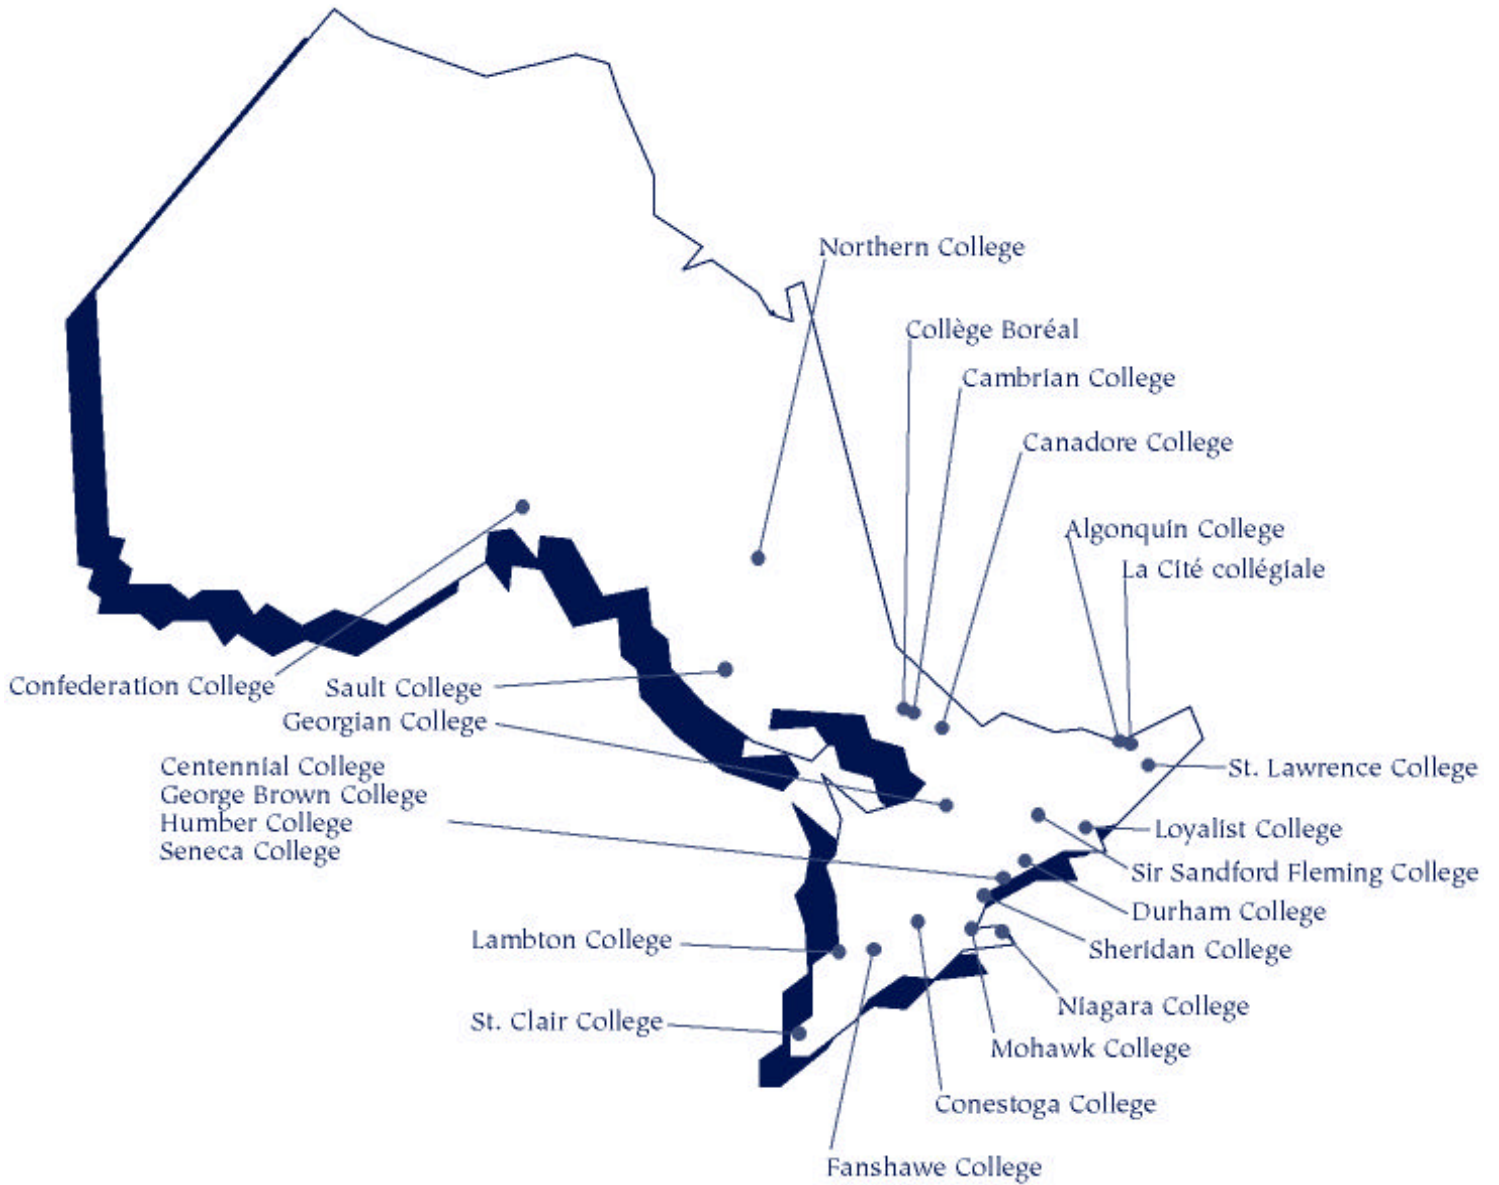 Northern College
Collège Boréal
Cambrian College
Canadore College
Algonquin College
La Cité collégiale
Confederation College
Sault College
Georgian College
Centennial College
George Brown College
Humber College
Seneca College
St. Lawrence College
Loyalist College
Sir Sandford Fleming College
Durham College
Lambton College
Sheridan College
Niagara College
St. Clair College
Mohawk College
Conestoga College
Fanshawe College